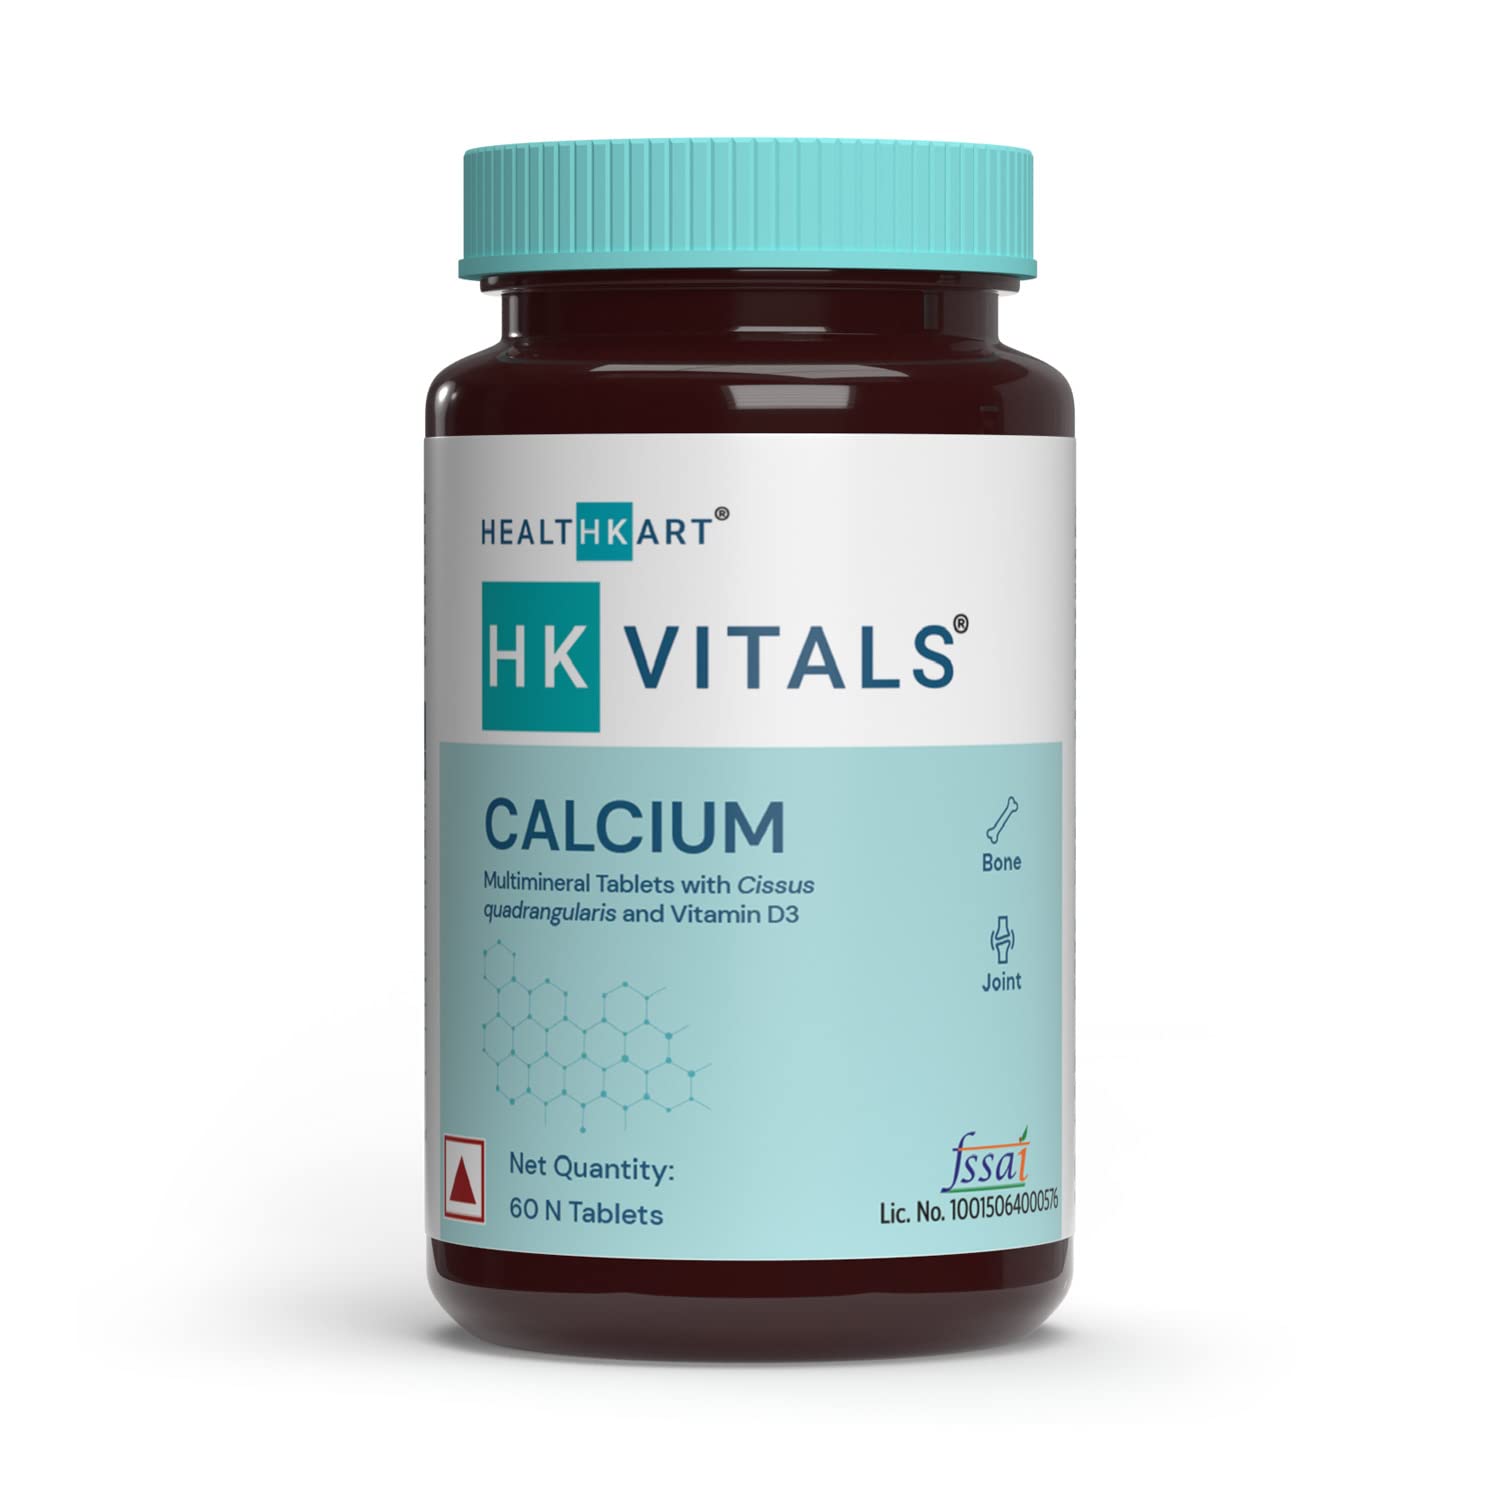 HEALTHKART®
HK VITALS®
CALCIUM
Multimineral Tablets with Cissus
quadrangularis and Vitamin D3
Bone
Joint
Net Quantity:
60 N Tablets
fssai
Lic. No. 10015064000576